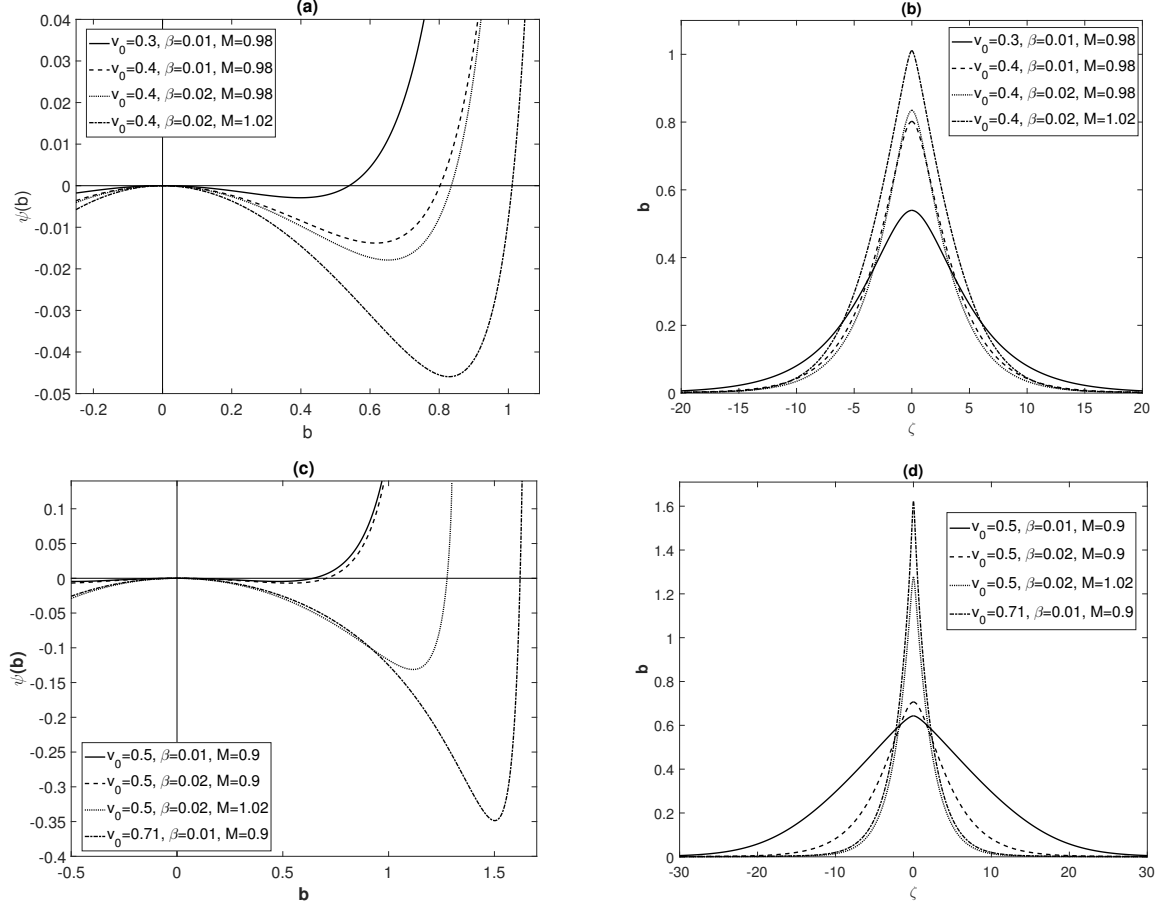 (a)
0.04
0.03
0.02
0.01
0
-0.01
-0.02
-0.03
-0.04
-0.05
ψ(b)
-0.2 0 0.2 0.4 0.6 0.8 1
b
v0=0.3, β=0.01, M=0.98
v0=0.4, β=0.01, M=0.98
v0=0.4, β=0.02, M=0.98
v0=0.4, β=0.02, M=1.02
(b)
1
0.8
0.6
0.4
0.2
0
b
-20 -15 -10 -5 0 5 10 15 20
ζ
v0=0.3, β=0.01, M=0.98
v0=0.4, β=0.01, M=0.98
v0=0.4, β=0.02, M=0.98
v0=0.4, β=0.02, M=1.02
(c)
0.1
0.05
0
-0.05
-0.1
-0.15
-0.2
-0.25
-0.3
-0.35
-0.4
ψ(b)
-0.5 0 0.5 1 1.5
b
v0=0.5, β=0.01, M=0.9
v0=0.5, β=0.02, M=0.9
v0=0.5, β=0.02, M=1.02
v0=0.71, β=0.01, M=0.9
(d)
1.6
1.4
1.2
1
0.8
0.6
0.4
0.2
0
b
-30 -20 -10 0 10 20 30
ζ
v0=0.5, β=0.01, M=0.9
v0=0.5, β=0.02, M=0.9
v0=0.5, β=0.02, M=1.02
v0=0.71, β=0.01, M=0.9